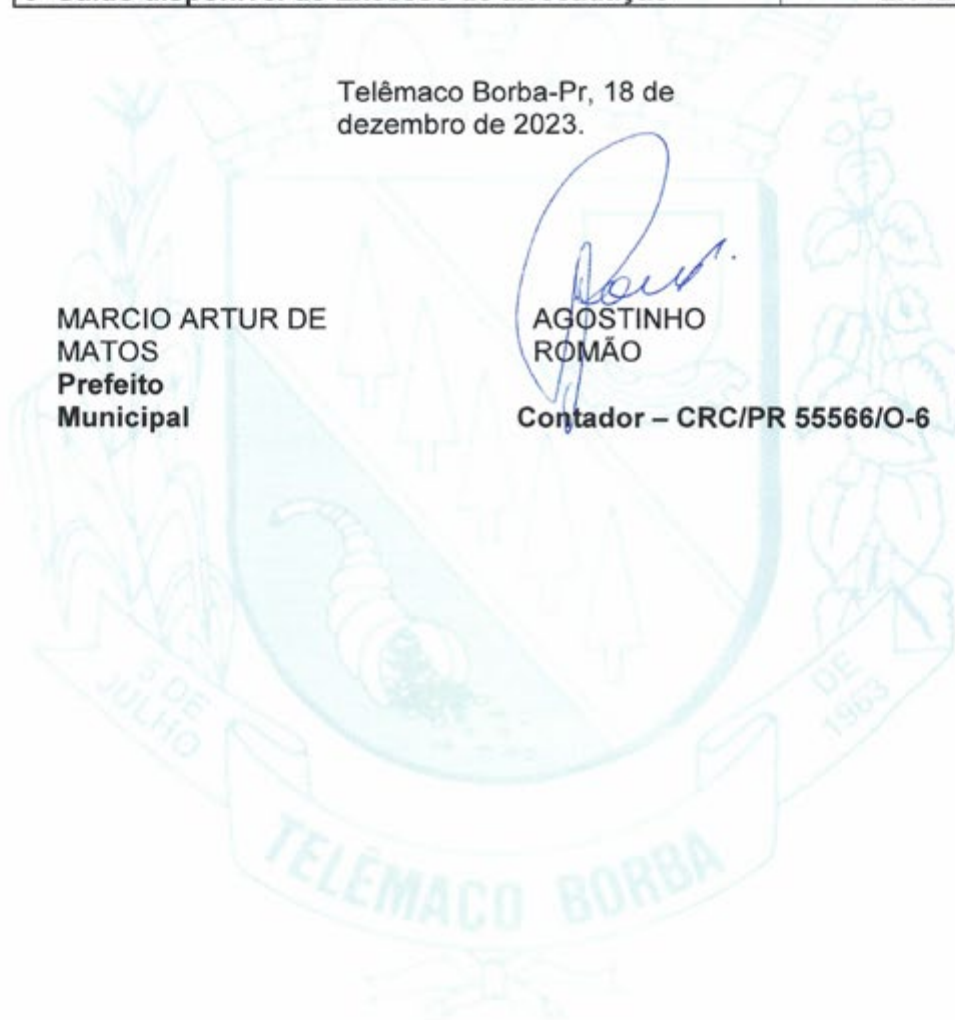 Telêmaco Borba-Pr, 18 de
dezembro de 2023.
MARCIO ARTUR DE
MATOS
Prefeito
Municipal
AGOSTINHO
ROMÃO
Contador – CRC/PR 55566/O-6
5 DE
JULHO
DE
1963
TELÊMACO BORBA